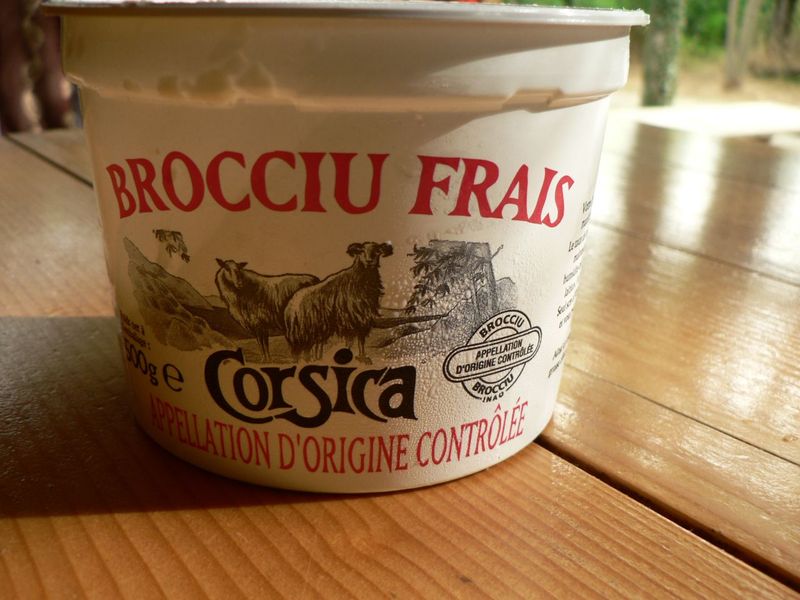 BROCCIU FRAIS
500g e
Corsica
BROCCIU
APPELLATION
D'ORIGINE CONTRÔLÉE
BROCCIU
INAO
APPELLATION D'ORIGINE CONTRÔLÉE